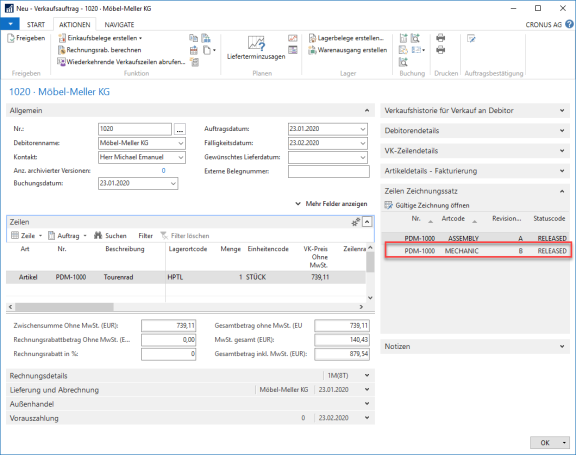 Neu - Verkaufsauftrag - 1020 · Möbel-Meller KG
START AKTIONEN NAVIGATE CRONUS AG
Freigeben Einkaufsbelege erstellen Lieferterminzusagen Lagerbelege erstellen...
Rechnungsrab. berechnen Warenausgang erstellen
Wiederkehrende Verkaufszeilen abrufen...
Freigeben Funktion Planen Lager Buchung Drucken Auftragsbestätigung
1020 · Möbel-Meller KG
Allgemein
Nr.: 1020 ... Auftragsdatum: 23.01.2020
Debitorenname: Möbel-Meller KG Fälligkeitsdatum: 23.02.2020
Kontakt: Herr Michael Emanuel Gewünschtes Lieferdatum:
Anz. archivierter Versionen: 0 Externe Belegnummer:
Buchungsdatum: 23.01.2020
Mehr Felder anzeigen
Zeilen
Zeile Auftrag Suchen Filter Filter löschen
Art Nr. Beschreibung Lagerortcode Menge Einheitencode VK-Preis Ohne MwSt. Zeilenra
Artikel PDM-1000 Tourenrad HPTL 1 STÜCK 739,11
Zwischensumme Ohne MwSt. (EUR): 739,11 Gesamtbetrag ohne MwSt. (EU 739,11
Rechnungsrabattbetrag Ohne MwSt. (E... 0,00 MwSt. gesamt (EUR): 140,43
Rechnungsrabatt in %: 0 Gesamtbetrag inkl. MwSt. (EUR): 879,54
Rechnungsdetails 1M(8T)
Lieferung und Abrechnung Möbel-Meller KG 23.01.2020
Außenhandel
Vorauszahlung 0 23.02.2020
Verkaufshistorie für Verkauf an Debitor
Debitorendetails
VK-Zeilendetails
Artikeldetails - Fakturierung
Zeilen Zeichnungssatz
Gültige Zeichnung öffnen
Nr. Artcode Revision... Statuscode
PDM-1000 ASSEMBLY A RELEASED
PDM-1000 MECHANIC B RELEASED
Notizen
OK